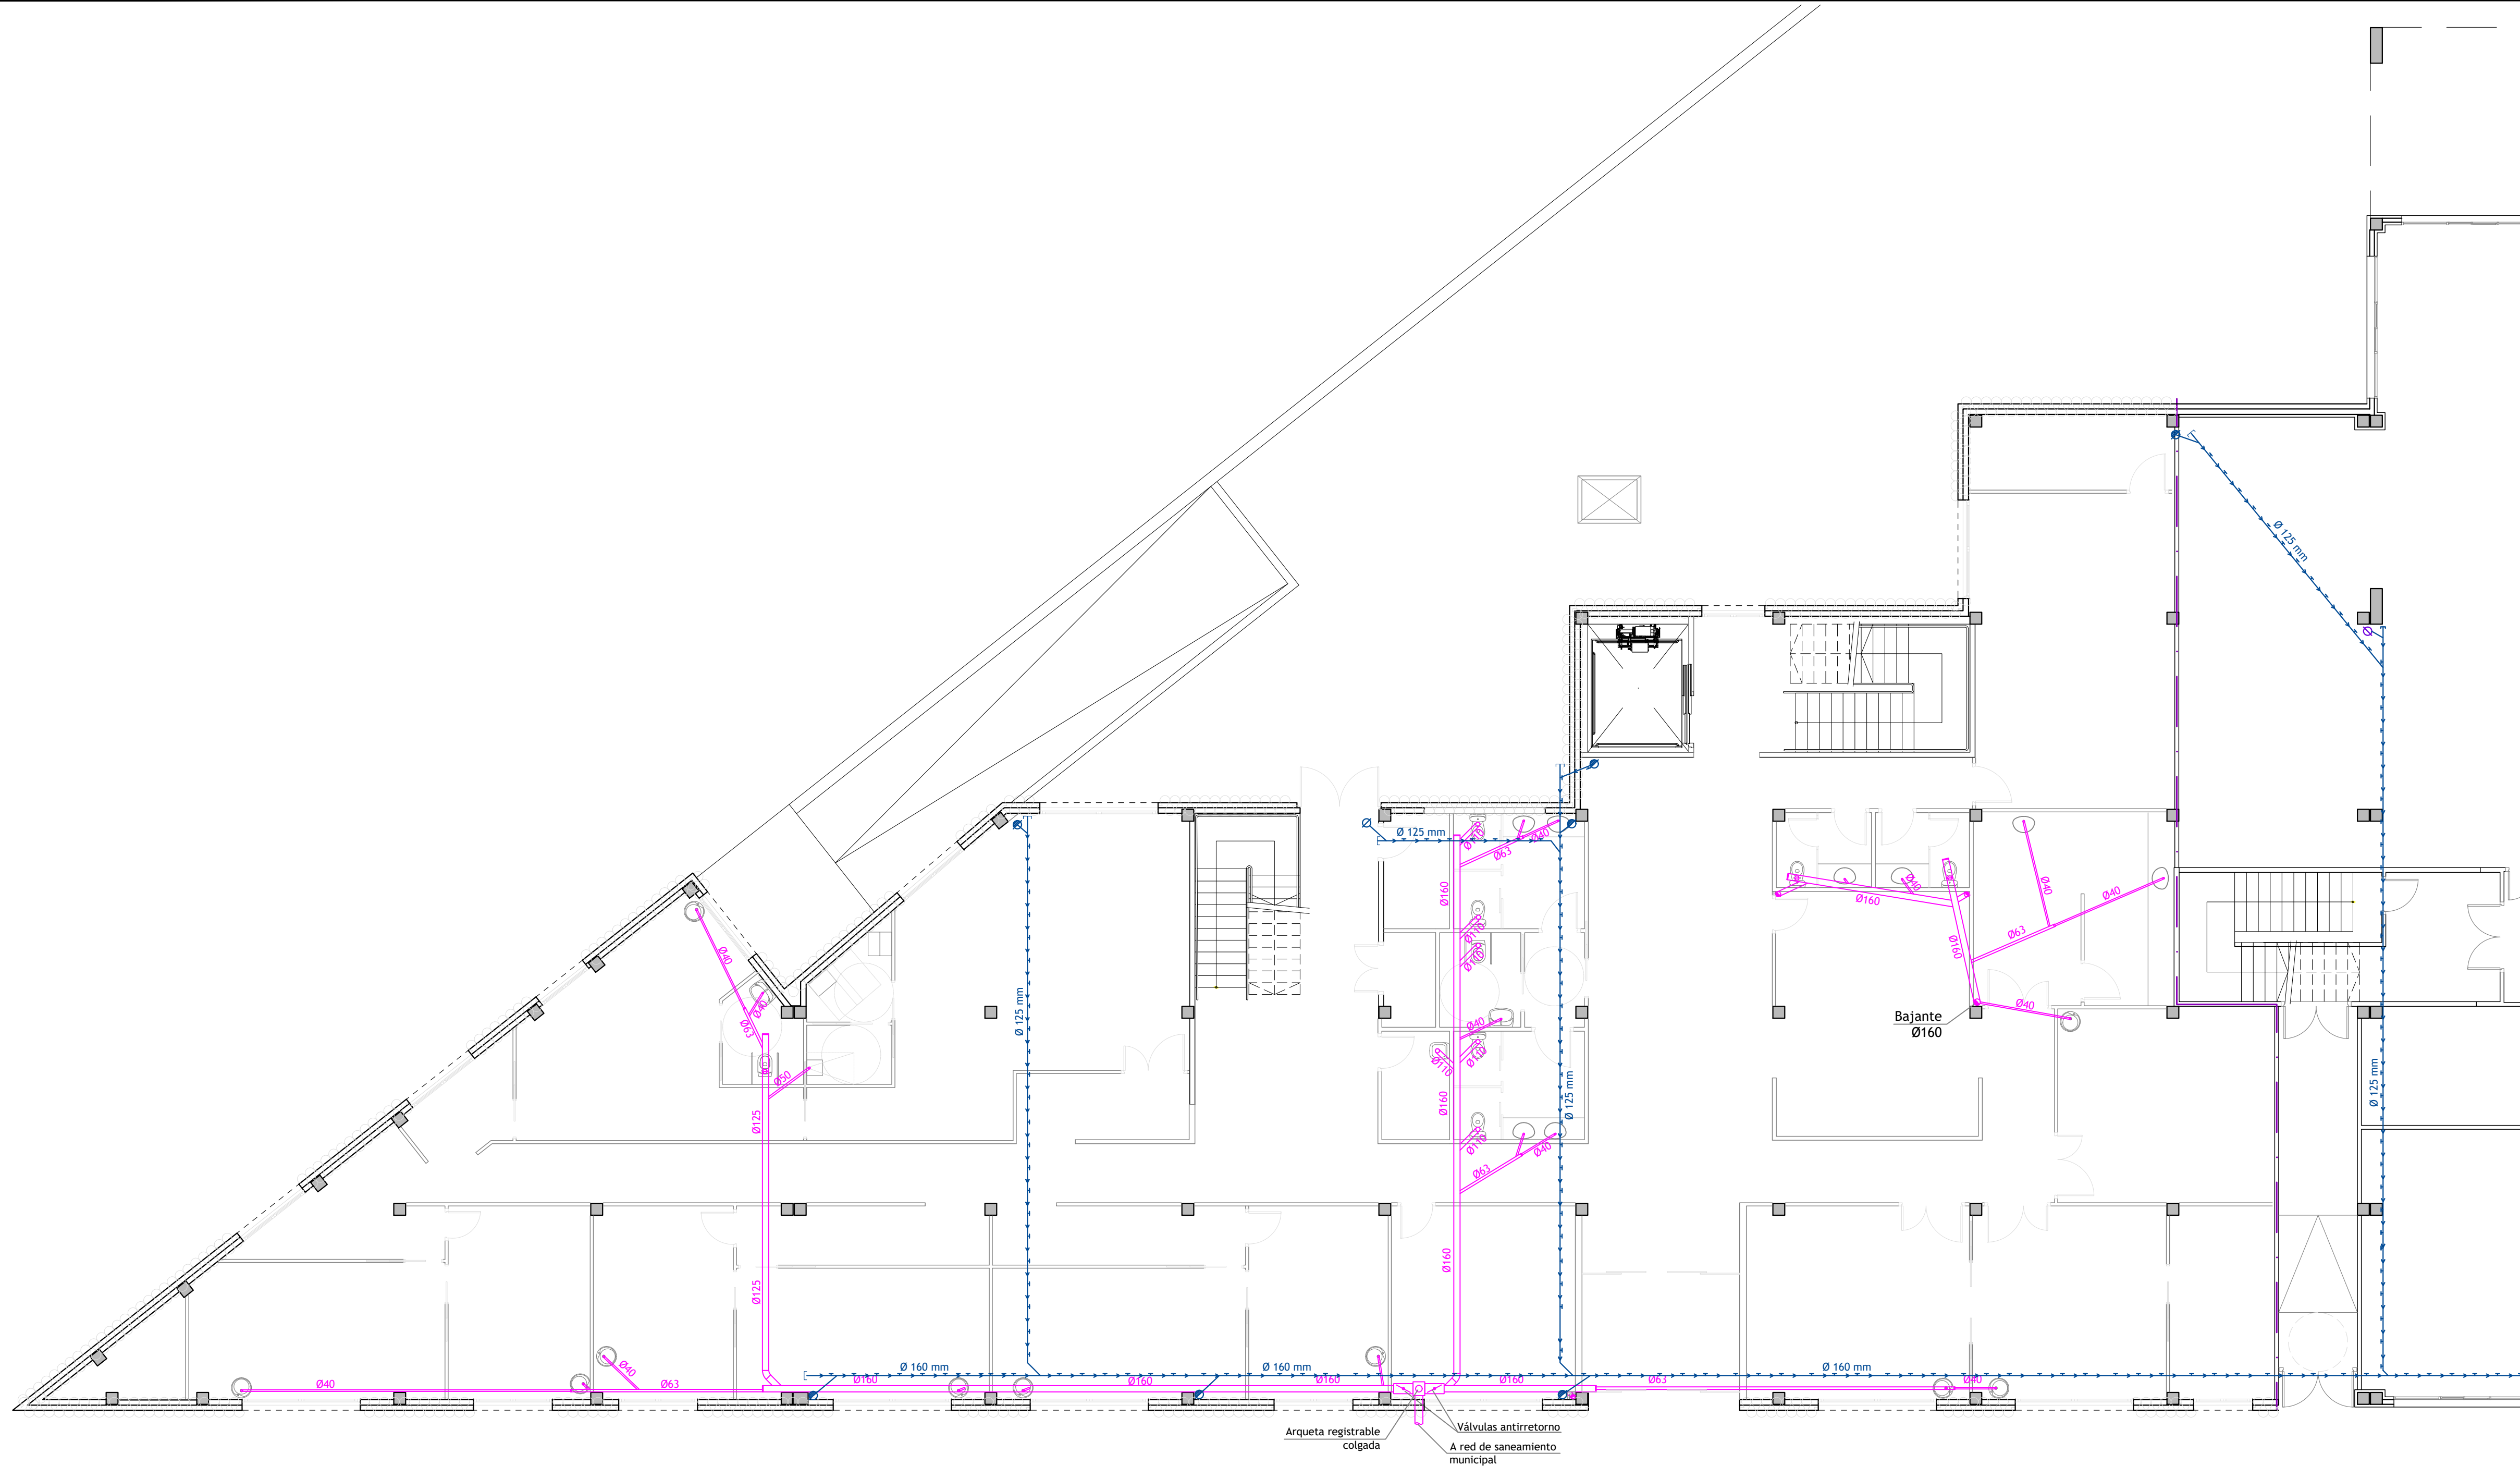 Ø 125 mm
Ø 125 mm
Ø110
Ø40
Ø63
Ø160
Ø40
Ø160
Ø40
Ø40
Ø63
Ø110
Ø110
Ø160
Ø40
Ø40
Ø63
Ø 125 mm
Ø40
Bajante
Ø160
Ø40
Ø110
Ø110
Ø50
Ø125
Ø160
Ø 125 mm
Ø 125 mm
Ø110
Ø40
Ø63
Ø160
Ø125
Ø 160 mm
Ø 160 mm
Ø 160 mm
Ø40
Ø40
Ø63
Ø160
Ø160
Ø160
Ø160
Ø63
Ø40
Arqueta registrable
colgada
Válvulas antirretorno
A red de saneamiento
municipal